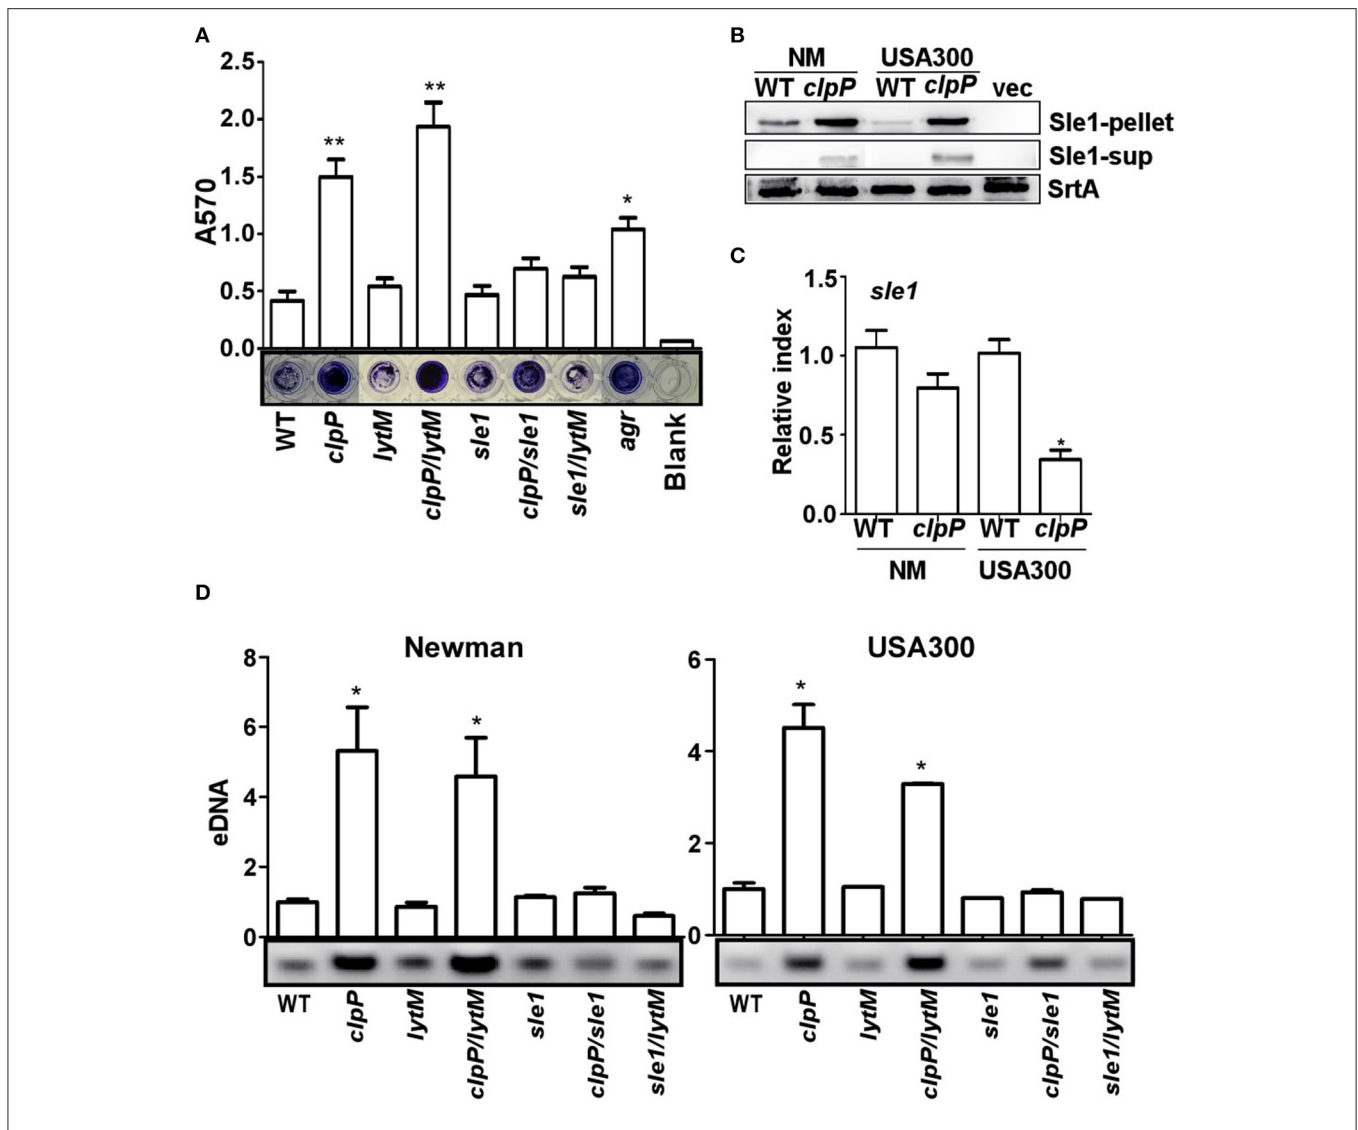 A
A570
2.5
2.0
1.5
1.0
0.5
0.0
**
**
*
WT
clpP
lytM
clpP/lytM
sle1
clpP/sle1
sle1/lytM
agr
Blank
B
NM USA300
WT clpP WT clpP vec
Sle1-pellet
Sle1-sup
SrtA
C
Relative index
1.5
1.0
0.5
0.0
sle1
*
WT clpP WT clpP
NM USA300
D
Newman
eDNA
8
6
4
2
0
*
*
WT
clpP
lytM
clpP/lytM
sle1
clpP/sle1
sle1/lytM
USA300
6
4
2
0
*
*
WT
clpP
lytM
clpP/lytM
sle1
clpP/sle1
sle1/lytM